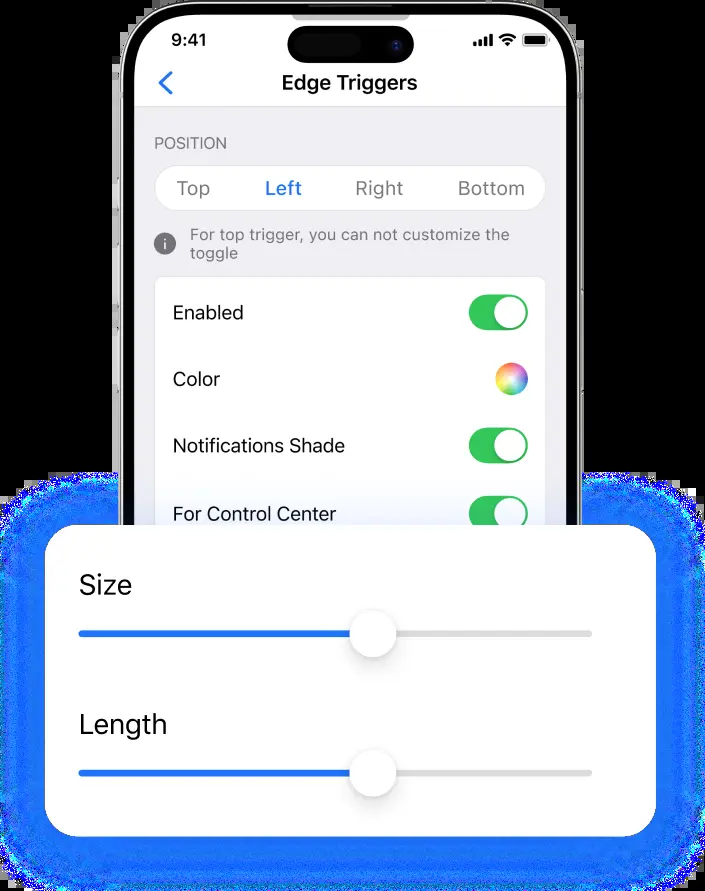 9:41
Edge Triggers
POSITION
Top Left Right Bottom
i For top trigger, you can not customize the
toggle
Enabled
Color
Notifications Shade
For Control Center
Size
Length